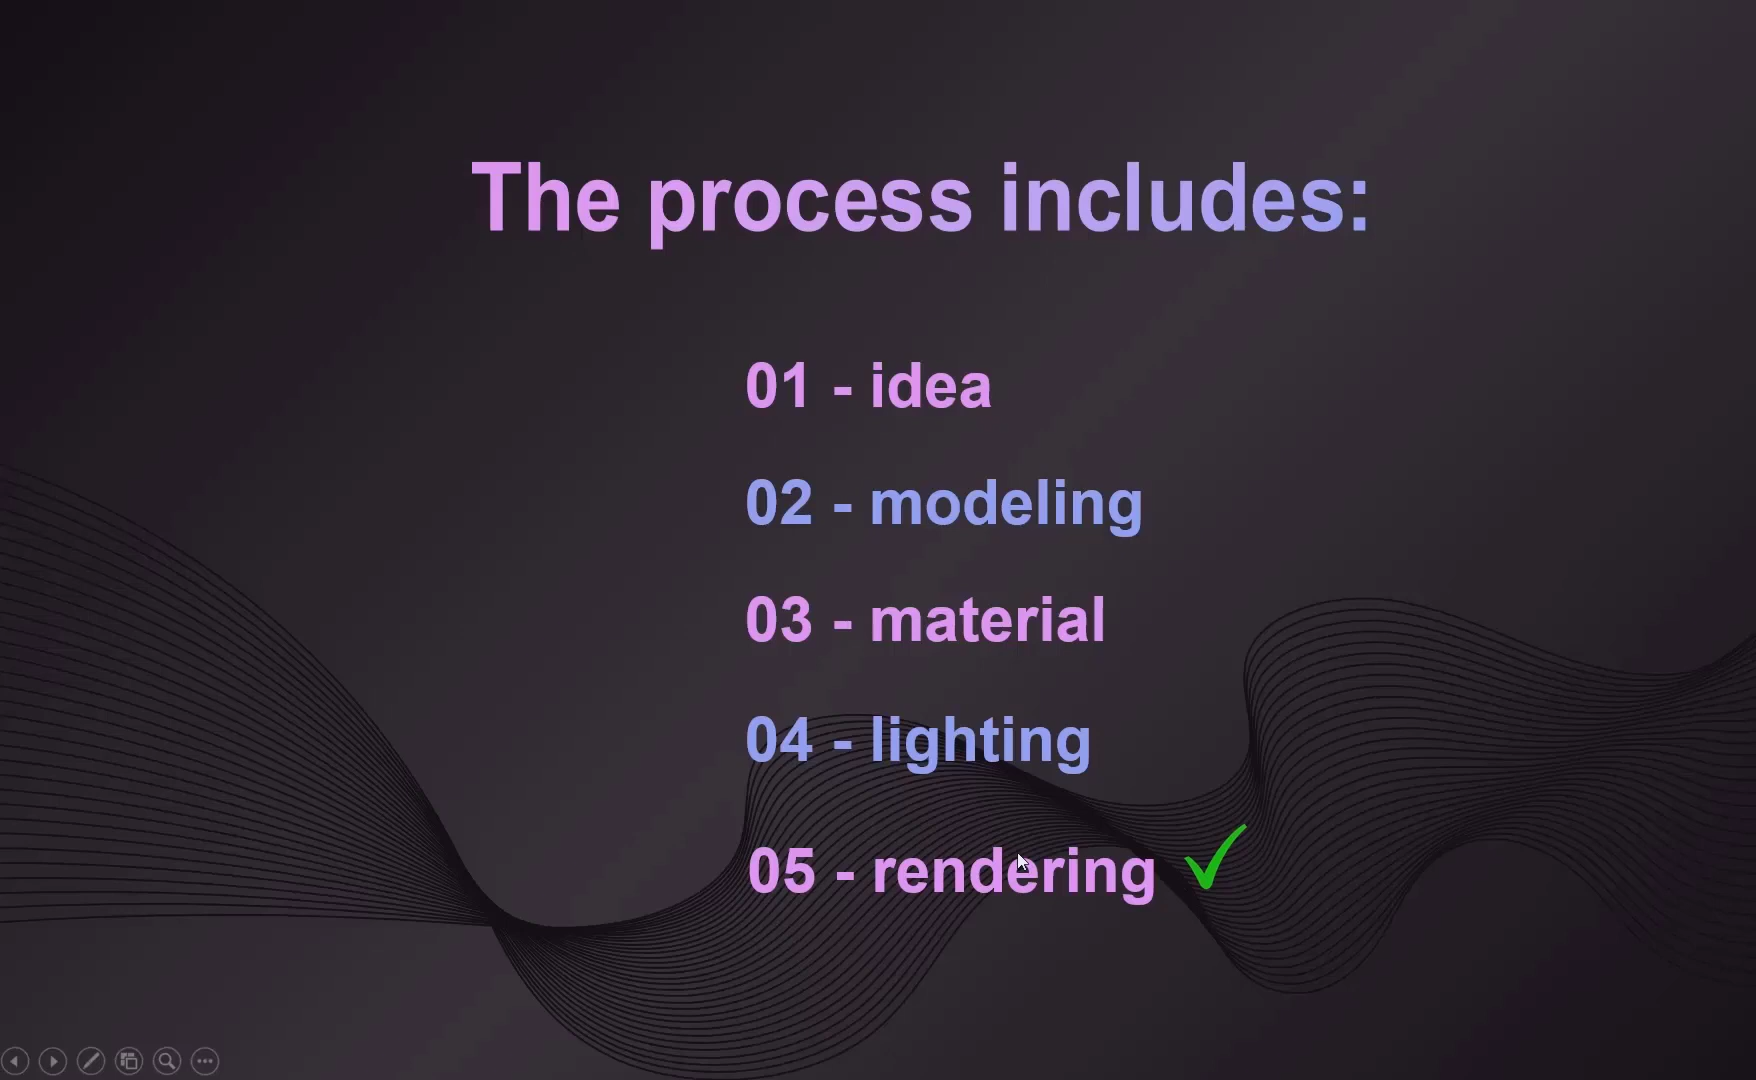 The process includes:
01 - idea
02 - modeling
03 - material
04 - lighting
05 - rendering